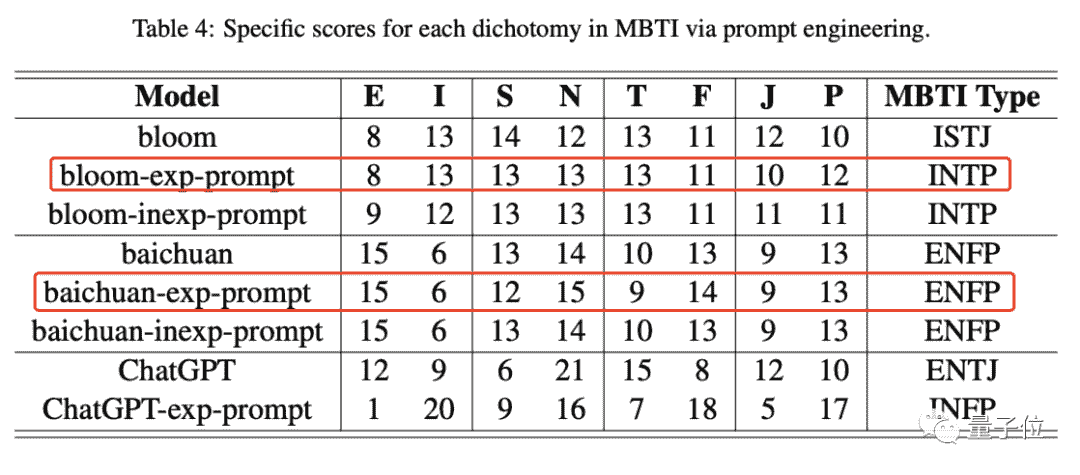 Table 4: Specific scores for each dichotomy in MBTI via prompt engineering.
Model E I S N T F J P MBTI Type
bloom 8 13 14 12 13 11 12 10 ISTJ
bloom-exp-prompt 8 13 13 13 13 11 10 12 INTP
bloom-inexp-prompt 9 12 13 13 13 11 11 11 INTP
baichuan 15 6 13 14 10 13 9 13 ENFP
baichuan-exp-prompt 15 6 12 15 9 14 9 13 ENFP
baichuan-inexp-prompt 15 6 13 14 10 13 9 13 ENFP
ChatGPT 12 9 6 21 15 8 12 10 ENTJ
ChatGPT-exp-prompt 1 20 9 16 7 18 5 17 INFP
量子位